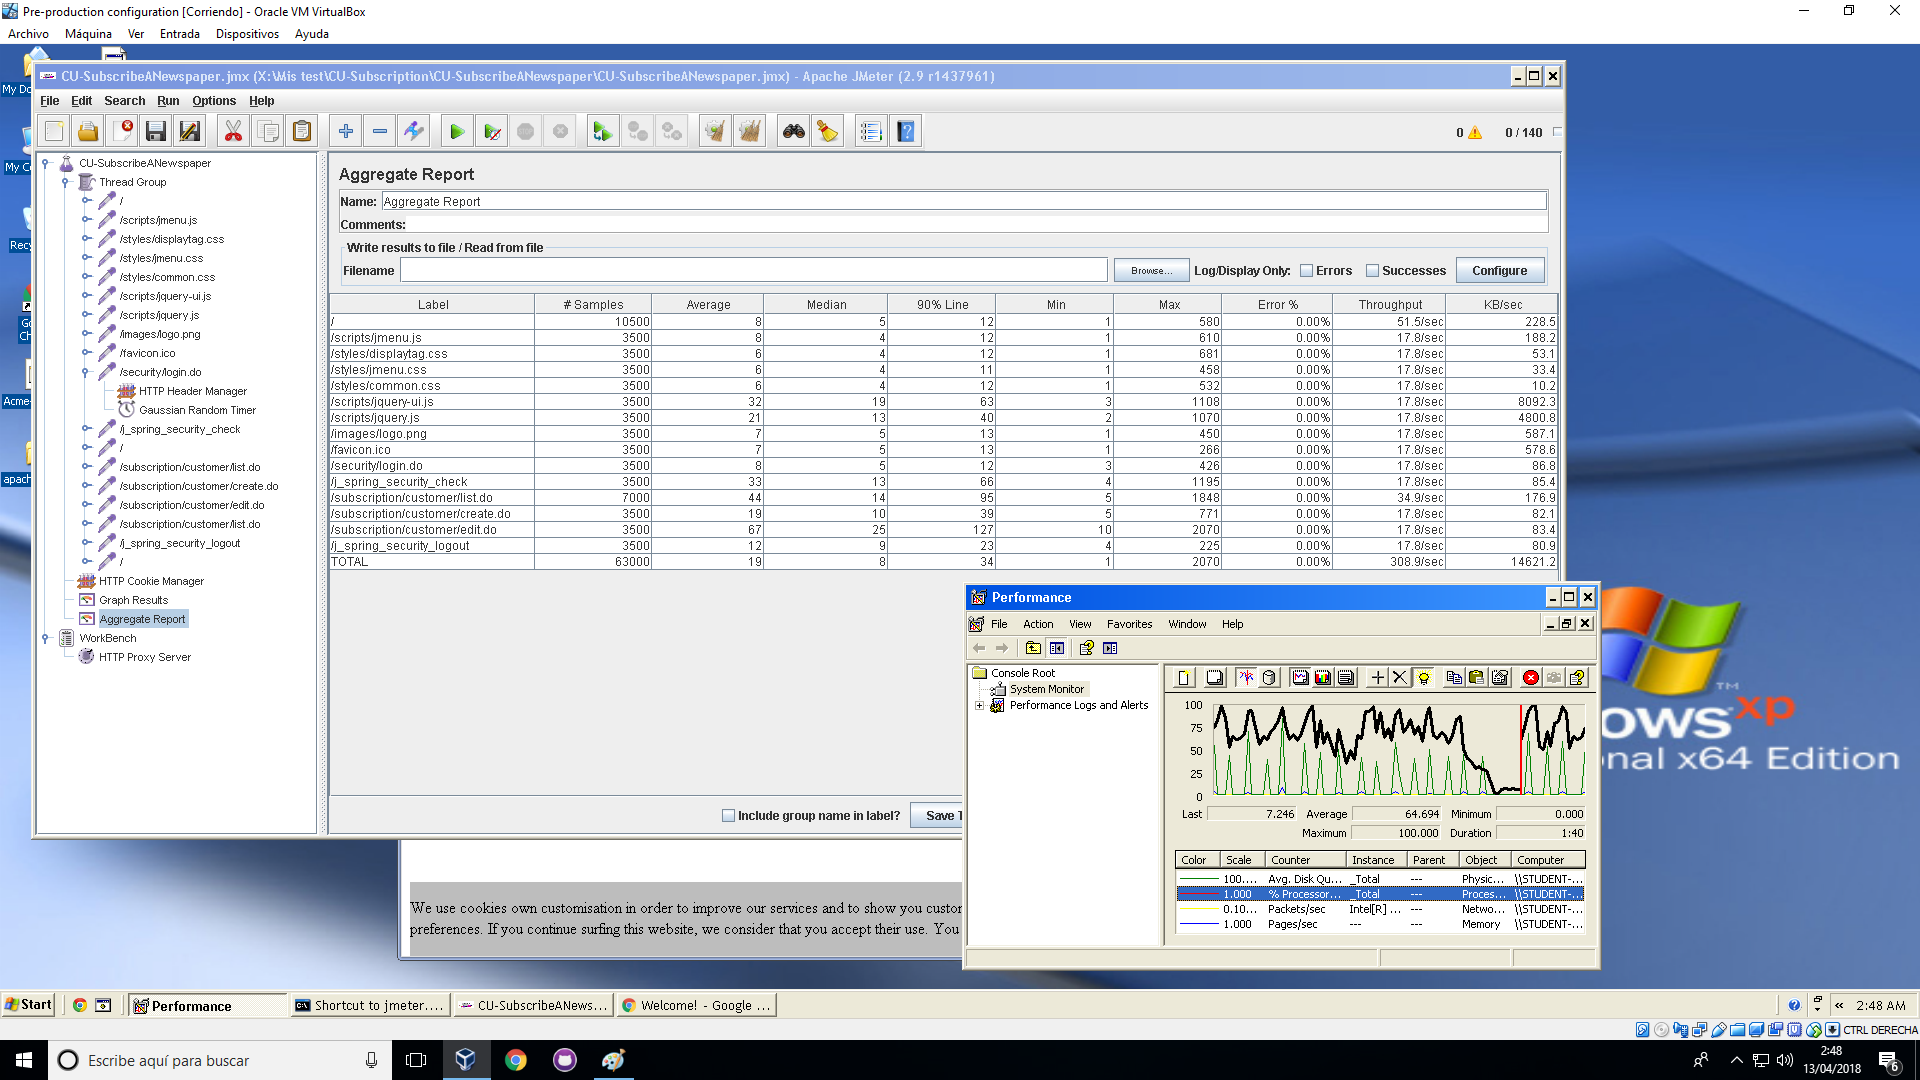 Pre-production configuration [Corriendo] - Oracle VM VirtualBox
Archivo Máquina Ver Entrada Dispositivos Ayuda
CU-SubscribeANewspaper.jmx (X:\Mis test\CU-Subscription\CU-SubscribeANewspaper\CU-SubscribeANewspaper.jmx) - Apache JMeter (2.9 r1437961)
File Edit Search Run Options Help
0 0 / 140
My Do
My Co
Recy
Acme-
apach
CU-SubscribeANewspaper
Thread Group
/
/scripts/jmenu.js
/styles/displaytag.css
/styles/jmenu.css
/styles/common.css
/scripts/jquery-ui.js
/scripts/jquery.js
/images/logo.png
/favicon.ico
/security/login.do
HTTP Header Manager
Gaussian Random Timer
/j_spring_security_check
/
/subscription/customer/list.do
/subscription/customer/create.do
/subscription/customer/edit.do
/subscription/customer/list.do
/j_spring_security_logout
/
HTTP Cookie Manager
Graph Results
Aggregate Report
WorkBench
HTTP Proxy Server
Aggregate Report
Name: Aggregate Report
Comments:
Write results to file / Read from file
Filename Browse... Log/Display Only: Errors Successes Configure
Label # Samples Average Median 90% Line Min Max Error % Throughput KB/sec
/ 10500 8 5 12 1 580 0.00% 51.5/sec 228.5
/scripts/jmenu.js 3500 8 4 12 1 610 0.00% 17.8/sec 188.2
/styles/displaytag.css 3500 6 4 12 1 681 0.00% 17.8/sec 53.1
/styles/jmenu.css 3500 6 4 11 1 458 0.00% 17.8/sec 33.4
/styles/common.css 3500 6 4 12 1 532 0.00% 17.8/sec 10.2
/scripts/jquery-ui.js 3500 32 19 63 3 1108 0.00% 17.8/sec 8092.3
/scripts/jquery.js 3500 21 13 40 2 1070 0.00% 17.8/sec 4800.8
/images/logo.png 3500 7 5 13 1 450 0.00% 17.8/sec 587.1
/favicon.ico 3500 7 5 13 1 266 0.00% 17.8/sec 578.6
/security/login.do 3500 8 5 12 3 426 0.00% 17.8/sec 86.8
/j_spring_security_check 3500 33 13 66 4 1195 0.00% 17.8/sec 85.4
/subscription/customer/list.do 7000 44 14 95 5 1848 0.00% 34.9/sec 176.9
/subscription/customer/create.do 3500 19 10 39 5 771 0.00% 17.8/sec 82.1
/subscription/customer/edit.do 3500 67 25 127 10 2070 0.00% 17.8/sec 83.4
/j_spring_security_logout 3500 12 9 23 4 225 0.00% 17.8/sec 80.9
TOTAL 63000 19 8 34 1 2070 0.00% 308.9/sec 14621.2
Include group name in label? Save T
We use cookies own customisation in order to improve our services and to show you custom
preferences. If you continue surfing this website, we consider that you accept their use. You
Performance
File Action View Favorites Window Help
Console Root
System Monitor
Performance Logs and Alerts
100
75
50
25
0
Last 7.246 Average 64.694 Minimum 0.000
Maximum 100.000 Duration 1:40
Color Scale Counter Instance Parent Object Computer
100.... Avg. Disk Qu... _Total --- Physic... \\STUDENT-...
1.000 % Processor... _Total --- Proces... \\STUDENT-...
0.10... Packets/sec Intel[R] ... --- Netwo... \\STUDENT-...
1.000 Pages/sec --- --- Memory \\STUDENT-...
ows xp
TM
onal x64 Edition
Start Performance Shortcut to jmeter.... CU-SubscribeANews... Welcome! - Google ... 2:48 AM
CTRL DERECHA
Escribe aquí para buscar
2:48
13/04/2018
6